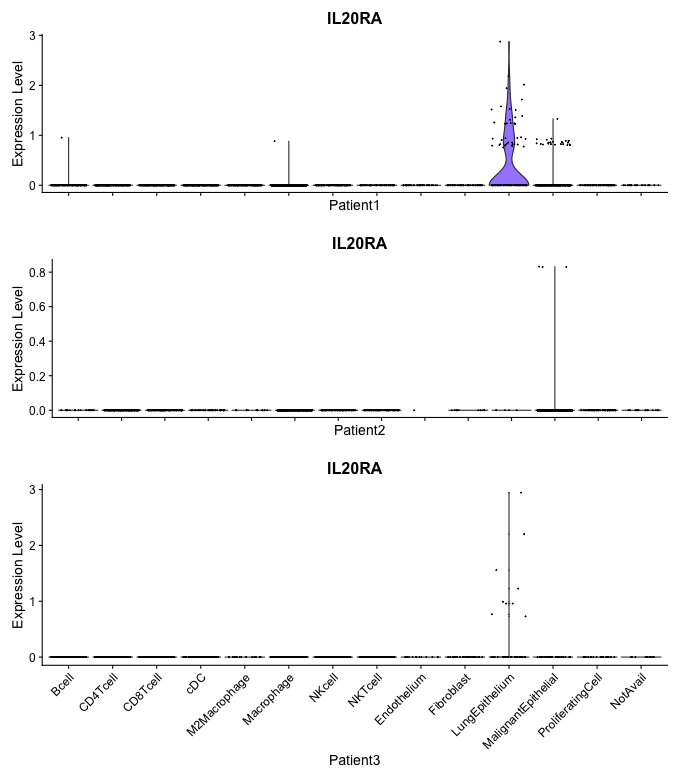 IL20RA
3
2
1
0
Expression Level
Patient1
IL20RA
0.8
0.6
0.4
0.2
0.0
Expression Level
Patient2
IL20RA
3
2
1
0
Expression Level
Bcell
CD4Tcell
CD8Tcell
cDC
M2Macrophage
Macrophage
NKcell
NKTcell
Endothelium
Fibroblast
LungEpithelium
MalignantEpithelial
ProliferatingCell
NotAvail
Patient3